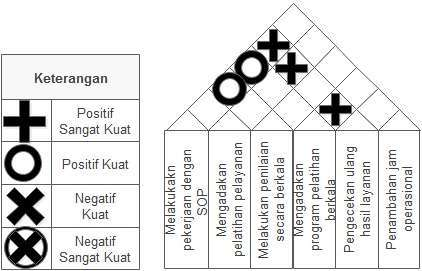 Keterangan
Positif
Sangat Kuat
Positif Kuat
Negatif
Kuat
Negatif
Sangat Kuat
Melakukakn
pekerjaan dengan
SOP
Mengadakan
pelatihan pelayanan
Melakukan penilaian
secara berkala
Mengadakan
program pelatihan
berkala
Pengecekan ulang
hasil layanan
Penambahan jam
operasional